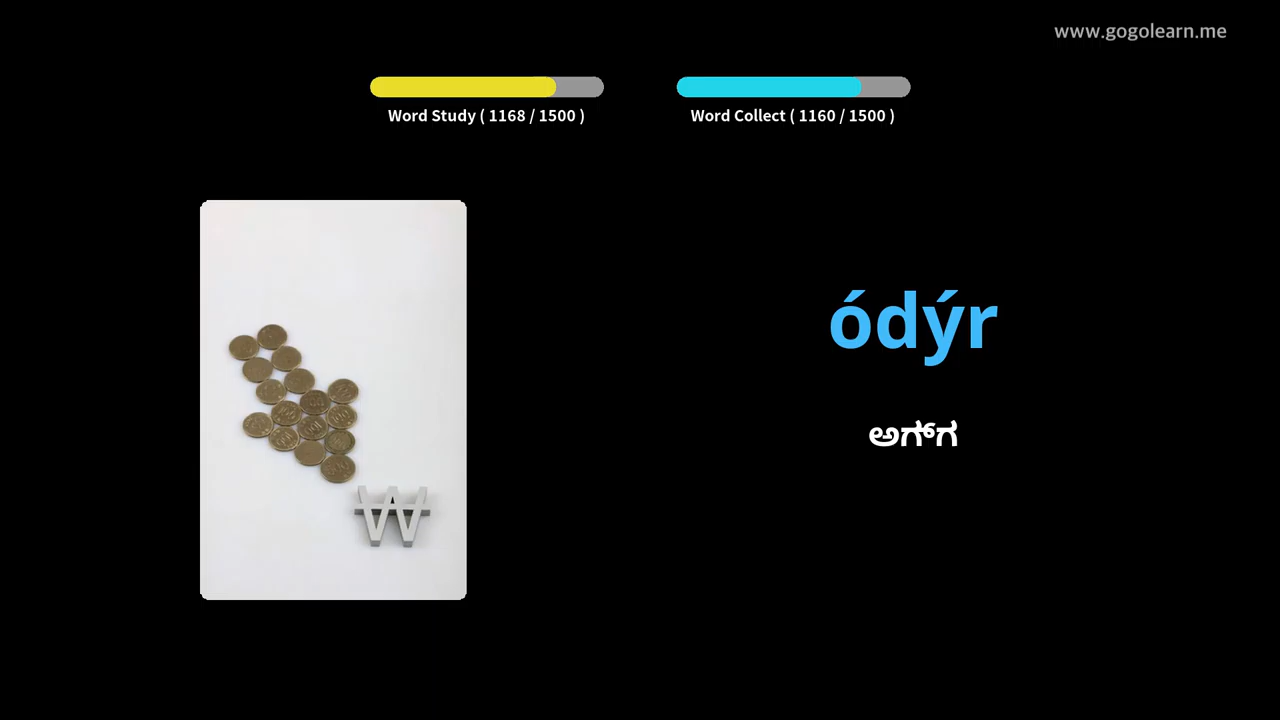 www.gogolearn.me
Word Study ( 1168 / 1500 )
Word Collect ( 1160 / 1500 )
ódýr
ಅಗ್‌ಗ
₩